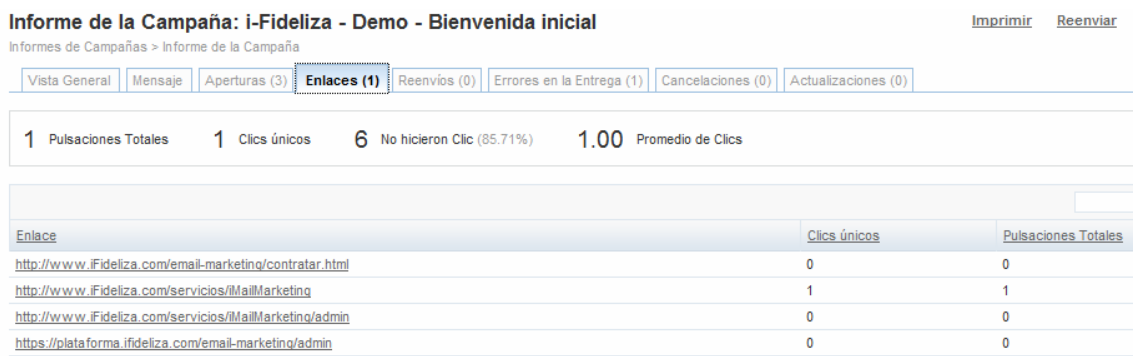 Informe de la Campaña: i-Fideliza - Demo - Bienvenida inicial
Imprimir Reenviar
Informes de Campañas > Informe de la Campaña
Vista General Mensaje Aperturas (3) Enlaces (1) Reenvíos (0) Errores en la Entrega (1) Cancelaciones (0) Actualizaciones (0)
1 Pulsaciones Totales 1 Clics únicos 6 No hicieron Clic (85.71%) 1.00 Promedio de Clics
Enlace Clics únicos Pulsaciones Totales
http://www.iFideliza.com/email-marketing/contratar.html 0 0
http://www.iFideliza.com/servicios/iMailMarketing 1 1
http://www.iFideliza.com/servicios/iMailMarketing/admin 0 0
https://plataforma.ifideliza.com/email-marketing/admin 0 0